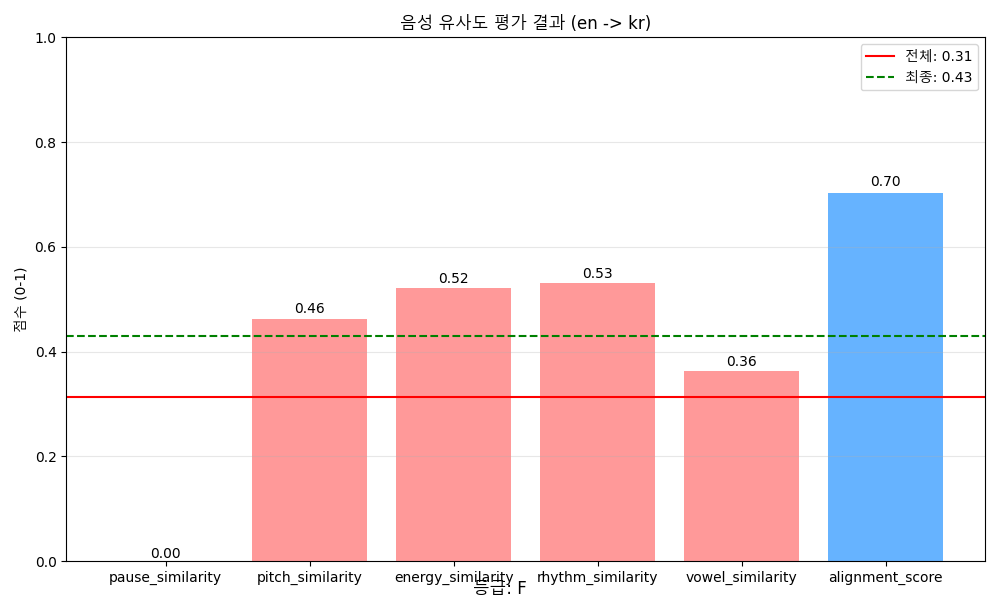 음성 유사도 평가 결과 (en -> kr)
전체: 0.31
최종: 0.43
점수 (0-1)
1.0
0.8
0.6
0.4
0.2
0.0
0.00
0.46
0.52
0.53
0.36
0.70
pause_similarity
pitch_similarity
energy_similarity
rhythm_similarity
vowel_similarity
alignment_score
등급: F